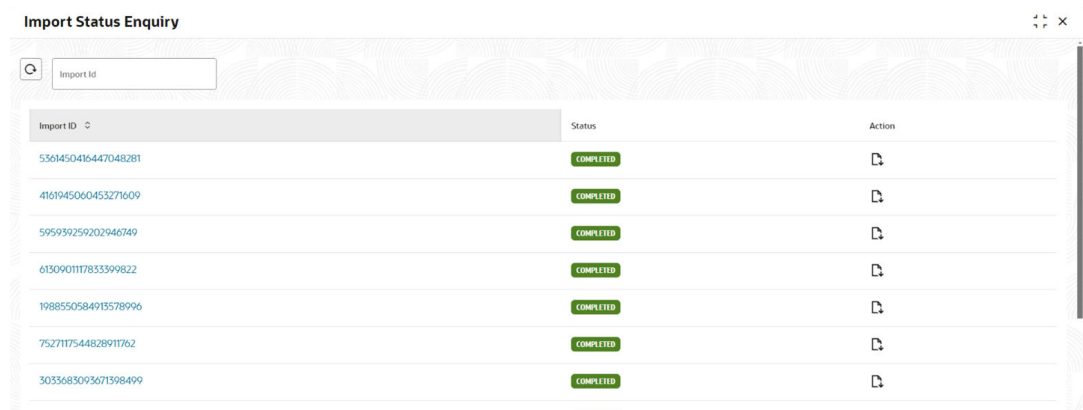 Import Status Enquiry
Import Id
Import ID Status Action
5361450416447048281 COMPLETED
4161945060453271609 COMPLETED
595939259202946749 COMPLETED
6130901117833399822 COMPLETED
1988550584913578996 COMPLETED
7527117544828911762 COMPLETED
3033683093671398499 COMPLETED